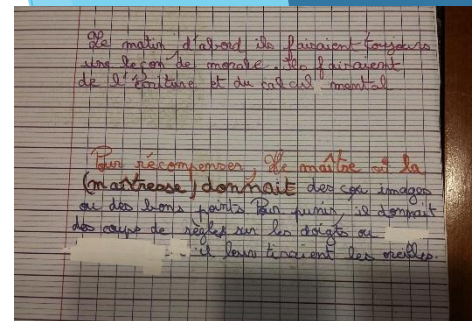 Le matin d'abord ils faisaient toujours
une leçon de morale. Ils faisaient
de l'écriture et du calcul mental
Pour récompenser, le maître et la
(maîtresse) donnait des images
ou des bons points Pour punir, il donnait
des coups de règles sur les doigts ou
il leurs tiraient les oreilles.